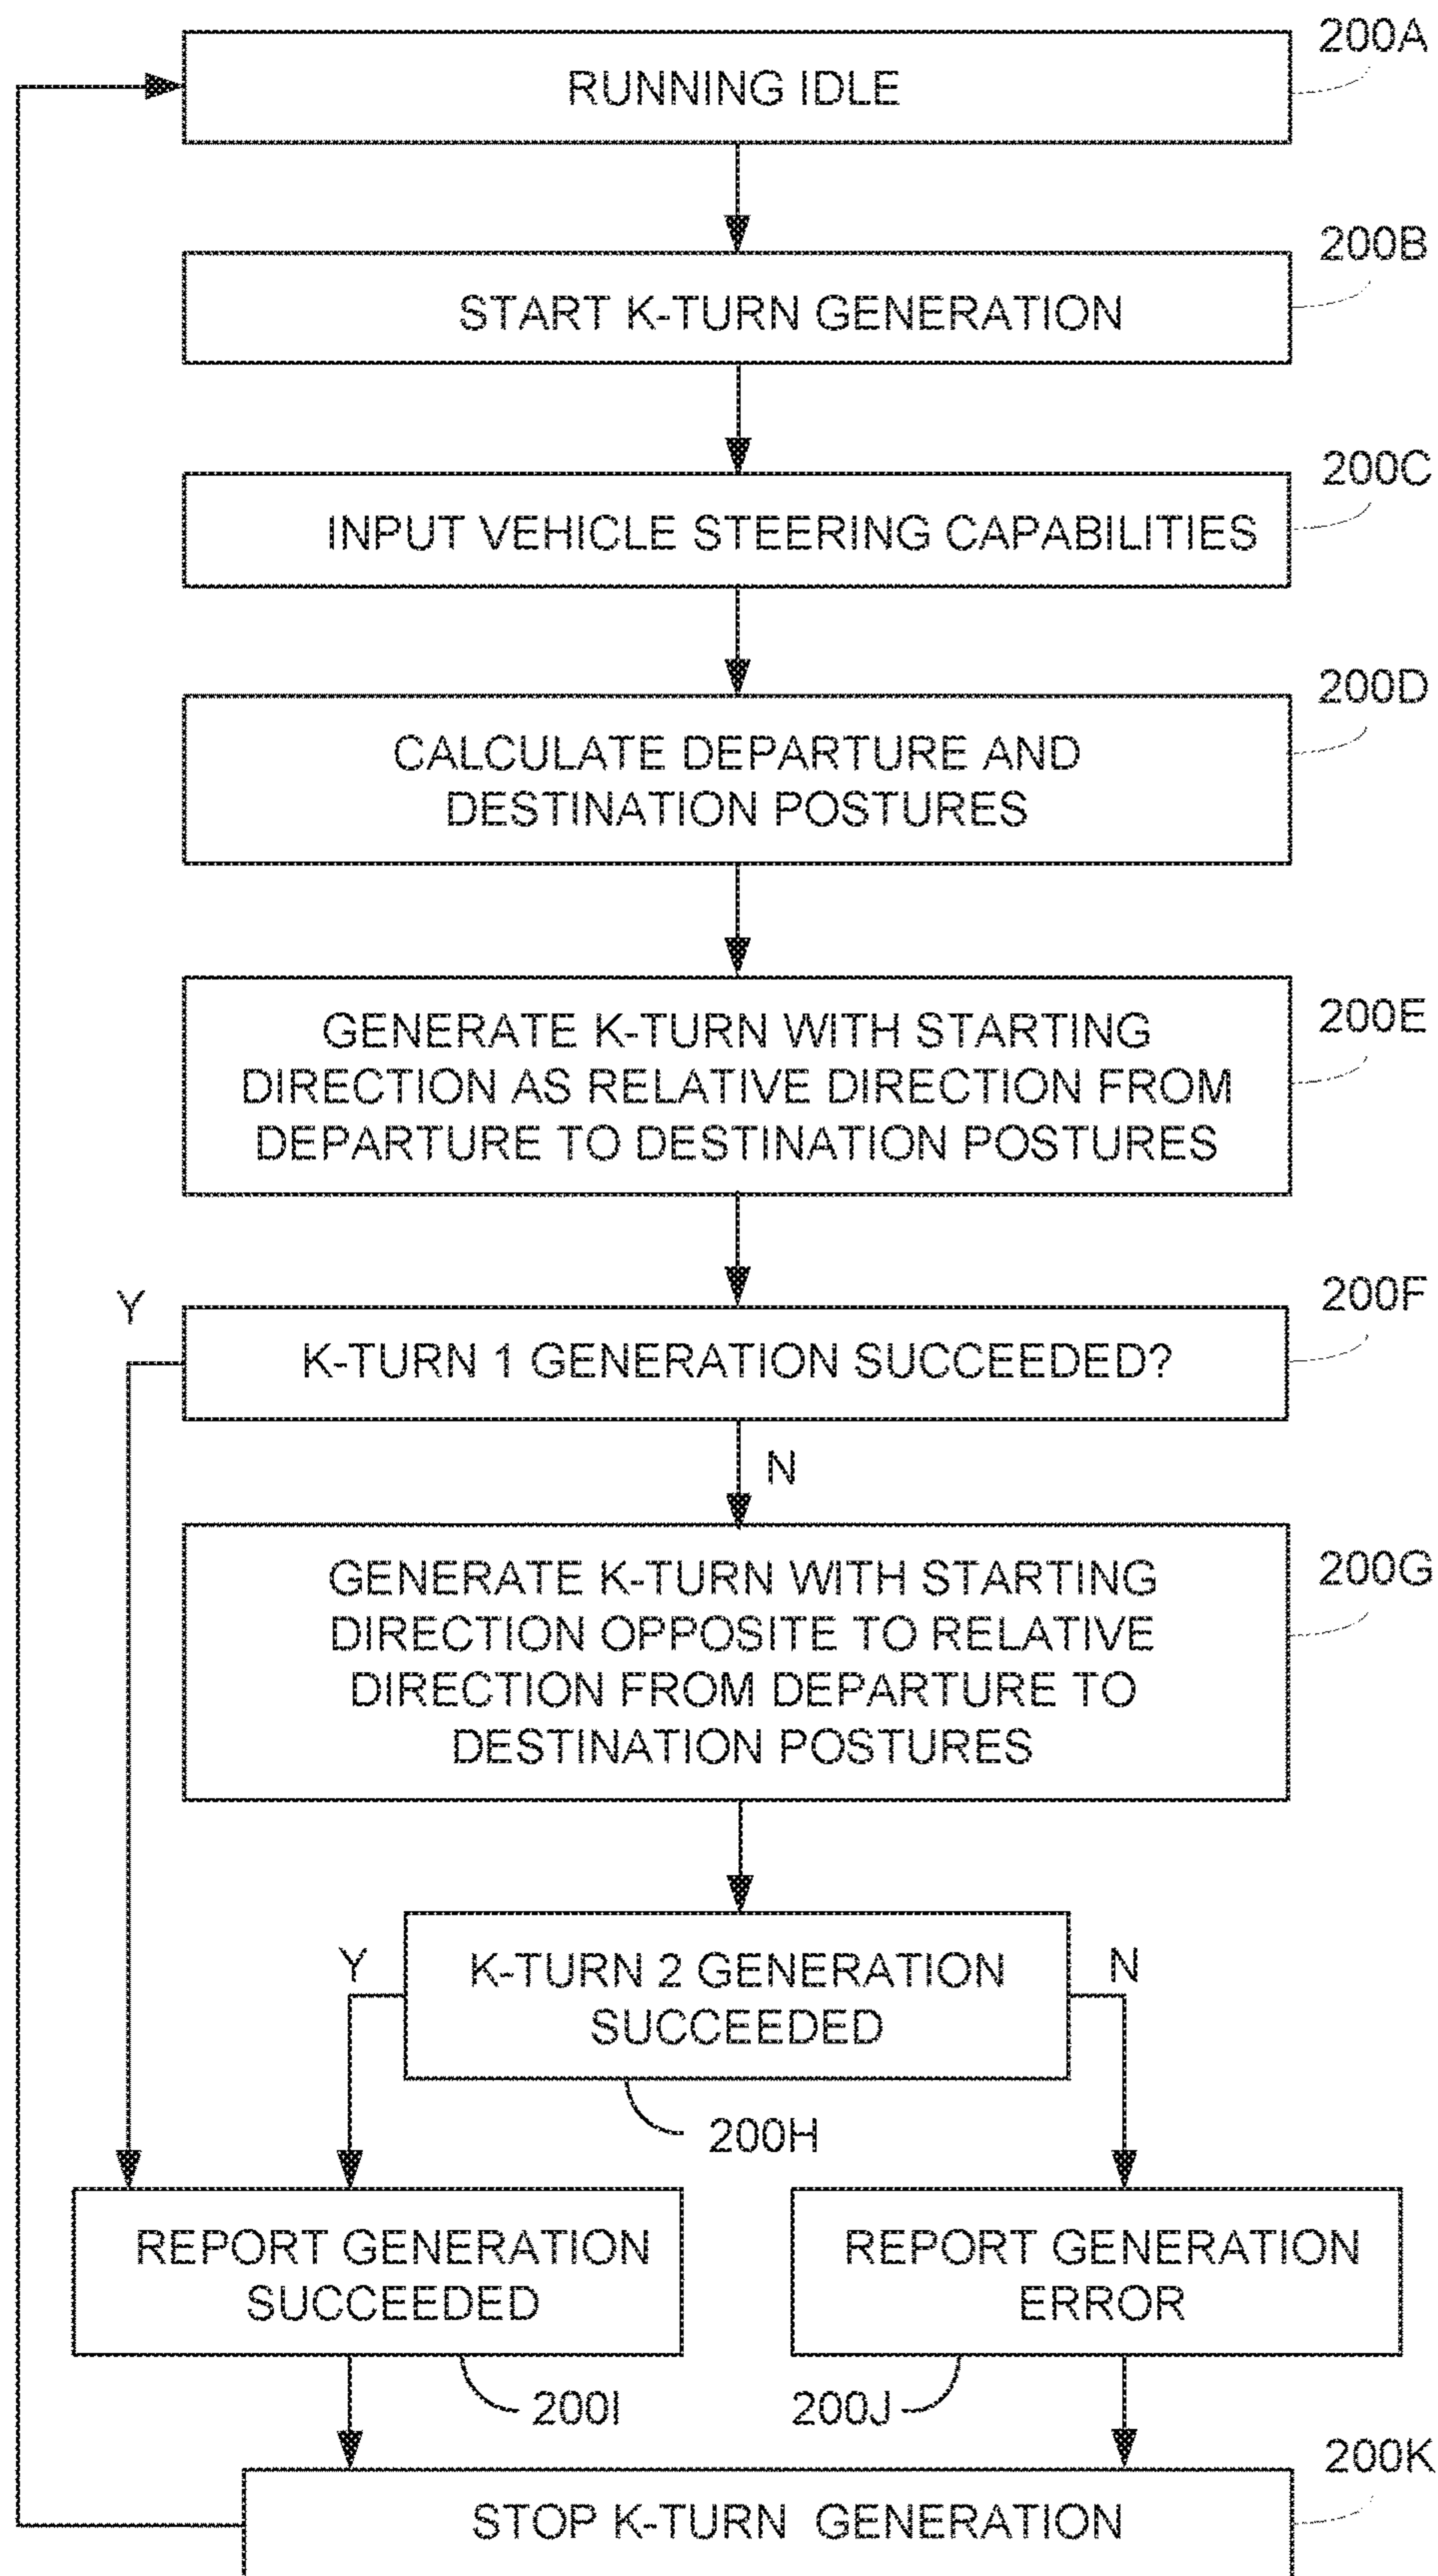 200A
RUNNING IDLE
200B
START K-TURN GENERATION
200C
INPUT VEHICLE STEERING CAPABILITIES
200D
CALCULATE DEPARTURE AND
DESTINATION POSTURES
200E
GENERATE K-TURN WITH STARTING
DIRECTION AS RELATIVE DIRECTION FROM
DEPARTURE TO DESTINATION POSTURES
200F
Y
K-TURN 1 GENERATION SUCCEEDED?
N
200G
GENERATE K-TURN WITH STARTING
DIRECTION OPPOSITE TO RELATIVE
DIRECTION FROM DEPARTURE TO
DESTINATION POSTURES
Y
K-TURN 2 GENERATION
SUCCEEDED
N
200H
REPORT GENERATION
SUCCEEDED
REPORT GENERATION
ERROR
200I
200J
200K
STOP K-TURN GENERATION